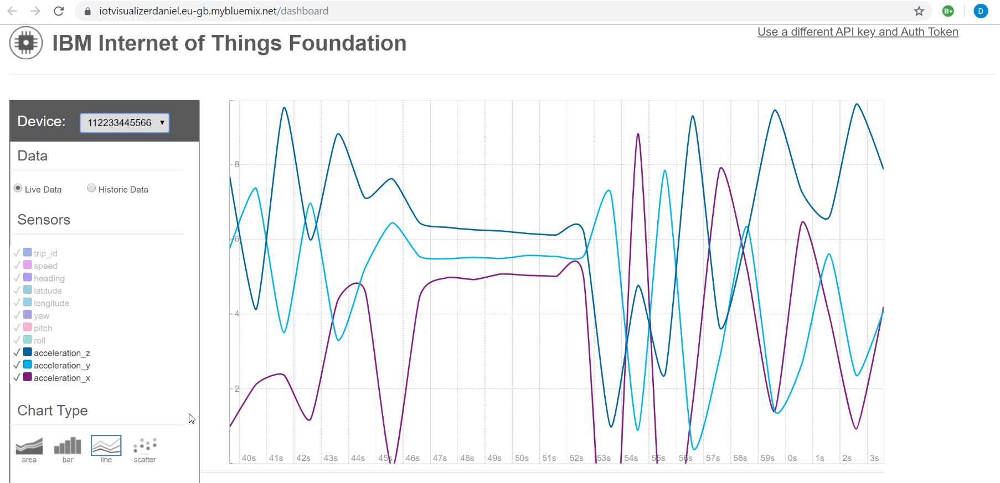 iotvisualizerdaniel.eu-gb.mybluemix.net/dashboard
B+
D
IBM Internet of Things Foundation
Use a different API key and Auth Token
Device: 112233445566
Data
Live Data Historic Data
Sensors
trip_id
speed
heading
latitude
longitude
yaw
pitch
roll
acceleration_z
acceleration_y
acceleration_x
Chart Type
area bar line scatter
8
6
4
2
40s 41s 42s 43s 44s 45s 46s 47s 48s 49s 50s 51s 52s 53s 54s 55s 56s 57s 58s 59s 0s 1s 2s 3s